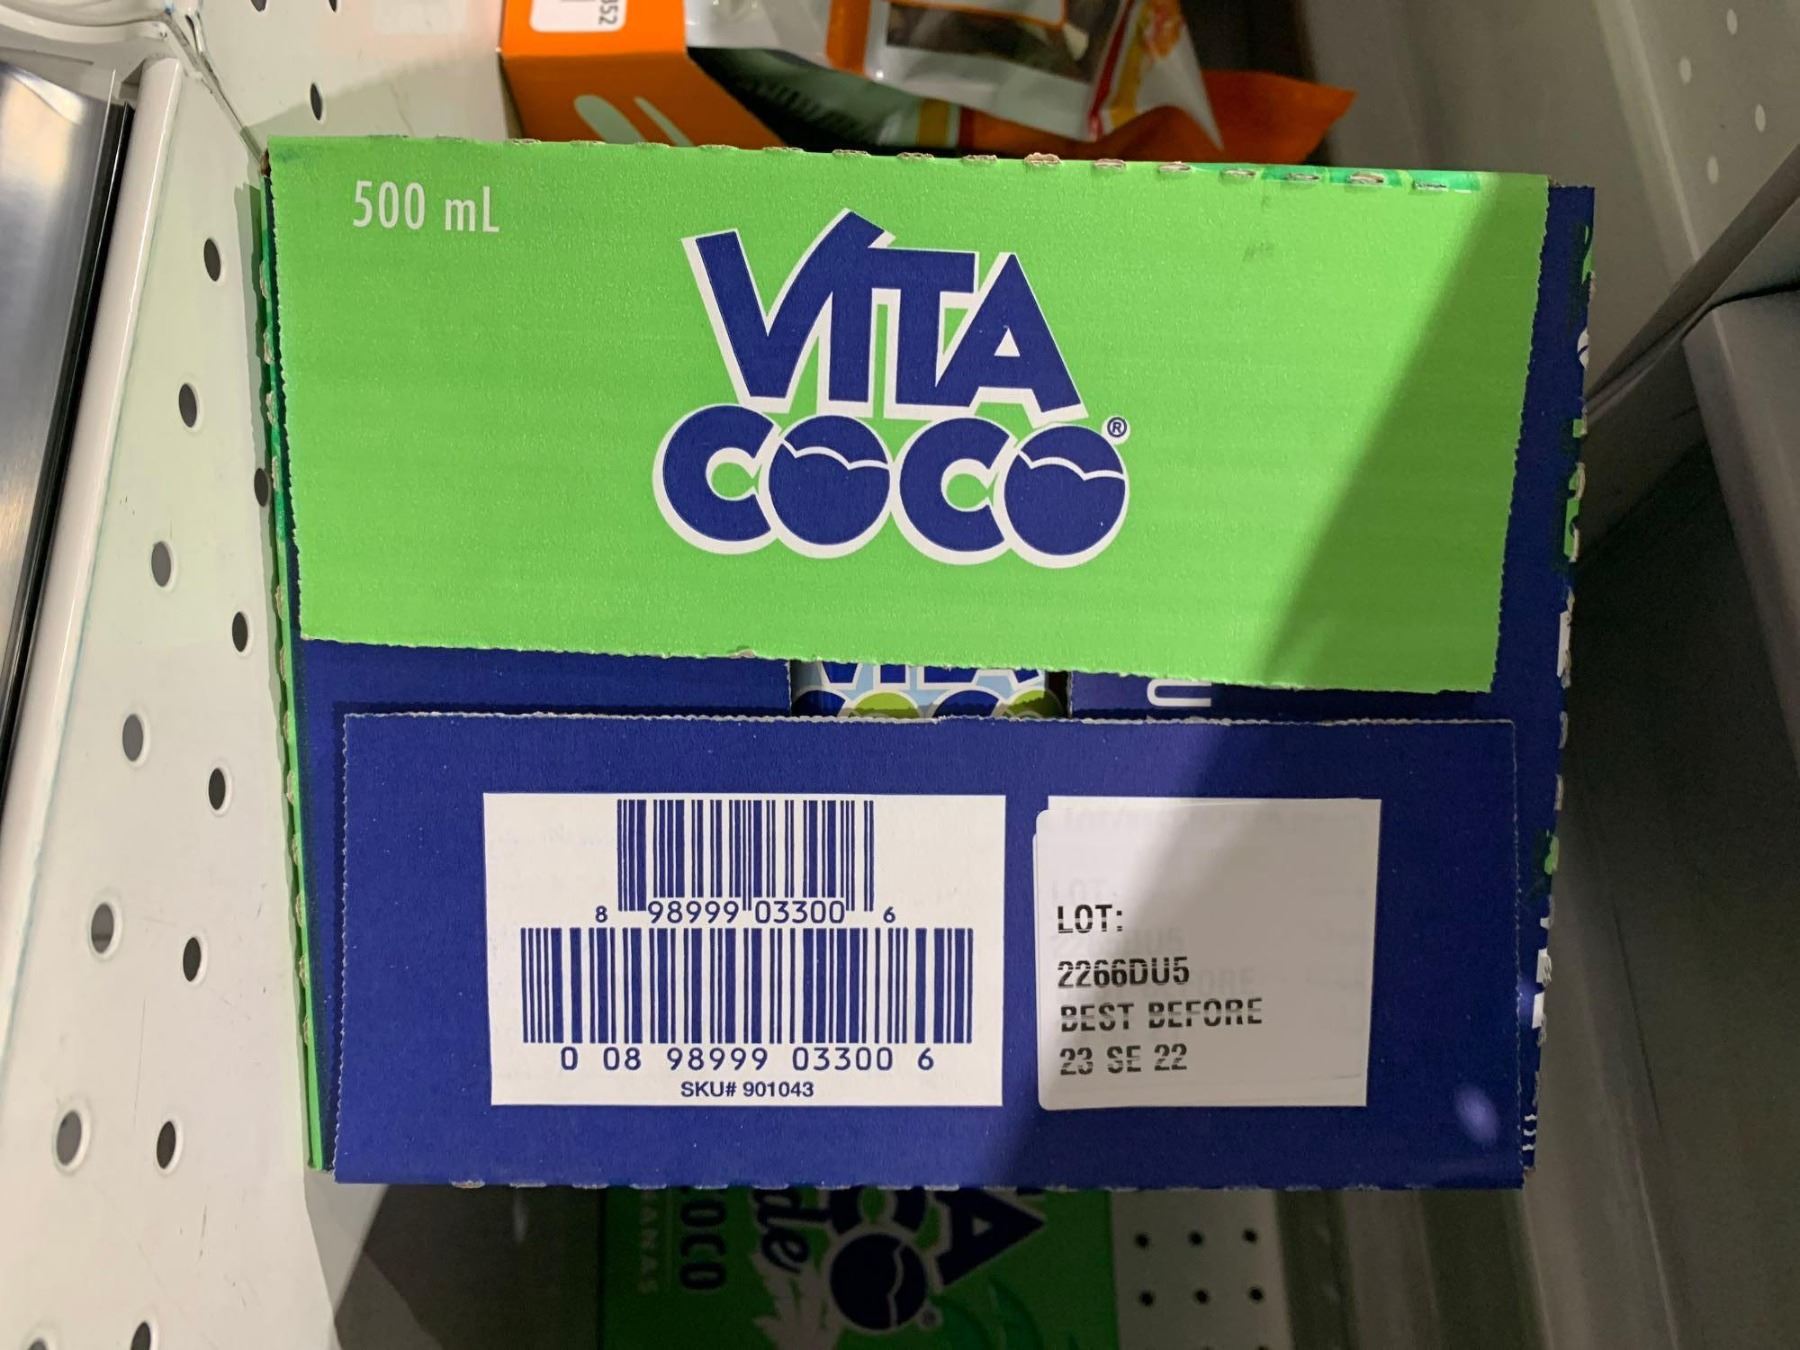 352
500 mL
VITA
COCO®
8 98999 03300 6
0 08 98999 03300 6
SKU# 901043
LOT:
2266DU5
BEST BEFORE
23 SE 22